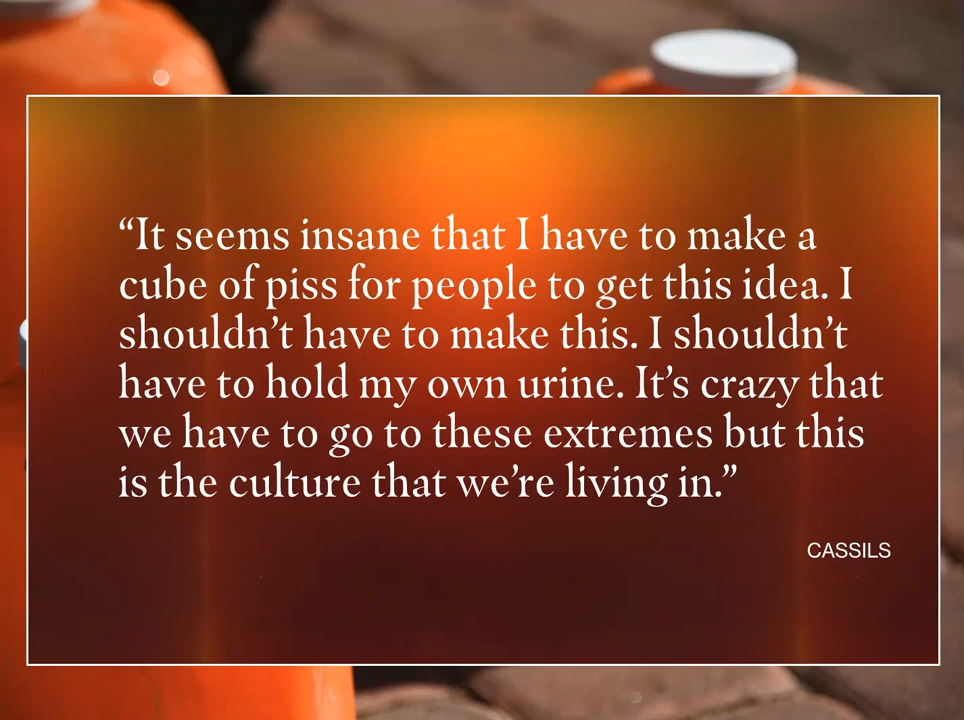 “It seems insane that I have to make a
cube of piss for people to get this idea. I
shouldn’t have to make this. I shouldn’t
have to hold my own urine. It’s crazy that
we have to go to these extremes but this
is the culture that we’re living in.”
CASSILS